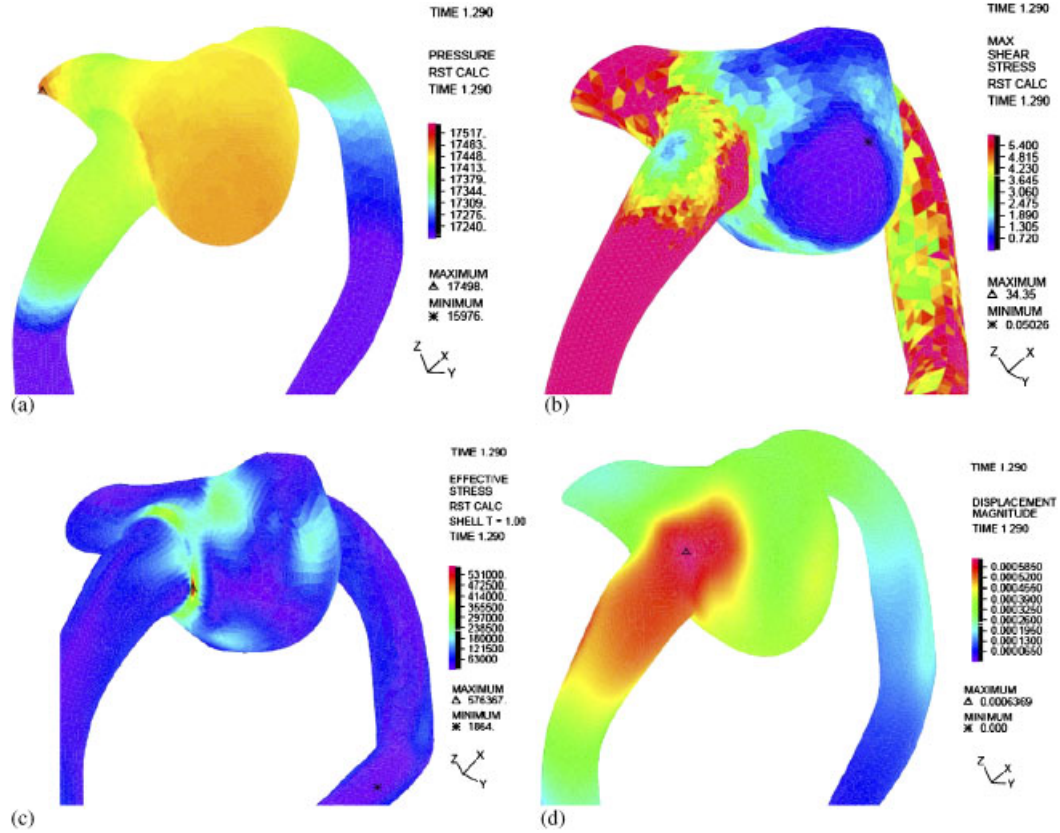 TIME 1.290
PRESSURE
RST CALC
TIME 1.290
17517.
17483.
17448.
17413.
17379.
17344.
17309.
17275.
17240.
MAXIMUM
△ 17498.
MINIMUM
✳ 15976.
Z X
Y
(a)
TIME 1.290
MAX
SHEAR
STRESS
RST CALC
TIME 1.290
5.400
4.815
4.230
3.645
3.060
2.475
1.890
1.305
0.720
MAXIMUM
△ 34.35
MINIMUM
✳ 0.05026
Z X
Y
(b)
TIME 1.290
EFFECTIVE
STRESS
RST CALC
SHELL T = 1.00
TIME 1.290
531000.
472500.
414000.
355500.
297000.
238500.
180000.
121500.
63000
MAXIMUM
△ 576367.
MINIMUM
✳ 1864.
Z X
Y
(c)
TIME 1.290
DISPLACEMENT
MAGNITUDE
TIME 1.290
0.0005850
0.0005200
0.0004550
0.0003900
0.0003250
0.0002600
0.0001950
0.0001300
0.0000650
MAXIMUM
△ 0.0006369
MINIMUM
✳ 0.000
Z X
Y
(d)